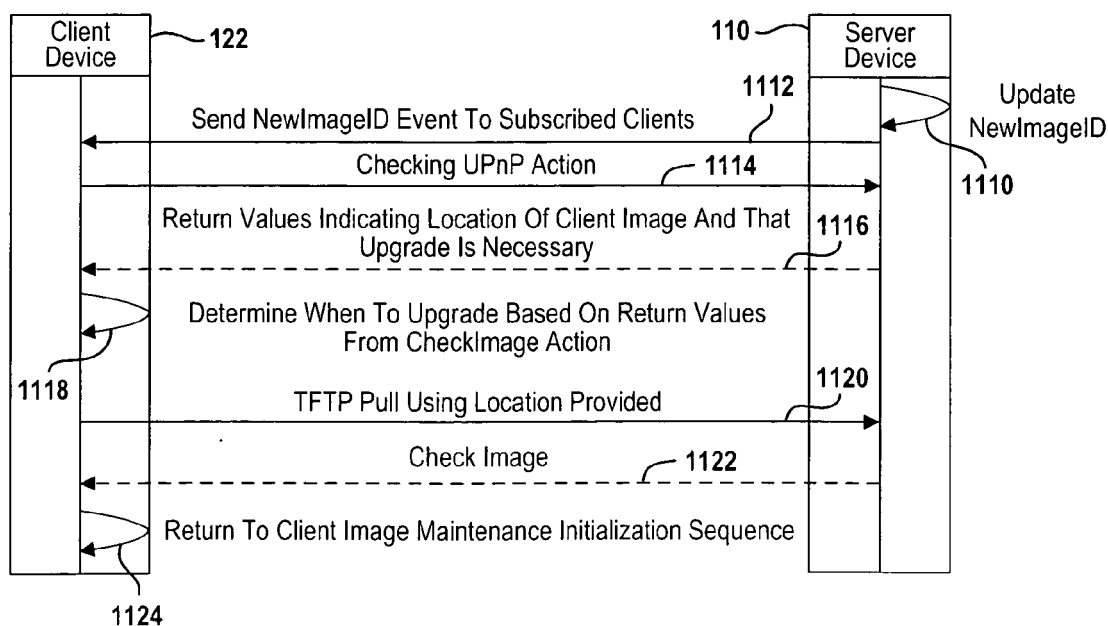 Client
Device
122
110
Server
Device
Update
NewImageID
1110
1112
Send NewImageID Event To Subscribed Clients
Checking UPnP Action
1114
Return Values Indicating Location Of Client Image And That
Upgrade Is Necessary
1116
Determine When To Upgrade Based On Return Values
From CheckImage Action
1118
1120
TFTP Pull Using Location Provided
Check Image
1122
Return To Client Image Maintenance Initialization Sequence
1124